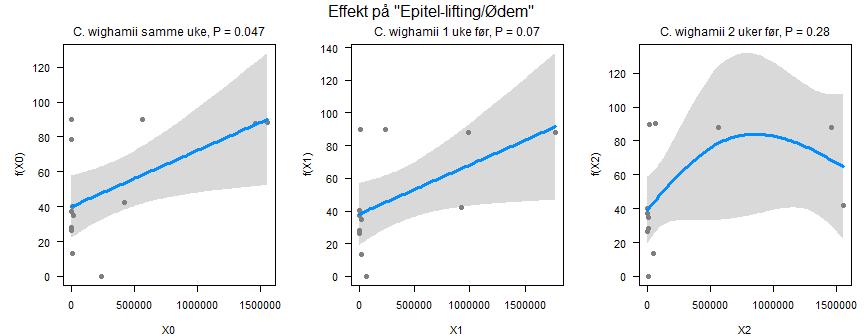 Effekt på "Epitel-lifting/Ødem"
C. wighamii samme uke, P = 0.047
f(X0)
120
100
80
60
40
20
0
0 500000 1000000 1500000
X0
C. wighamii 1 uke før, P = 0.07
f(X1)
140
120
100
80
60
40
20
0
0 500000 1000000 1500000
X1
C. wighamii 2 uker før, P = 0.28
f(X2)
120
100
80
60
40
20
0
0 500000 1000000 1500000
X2